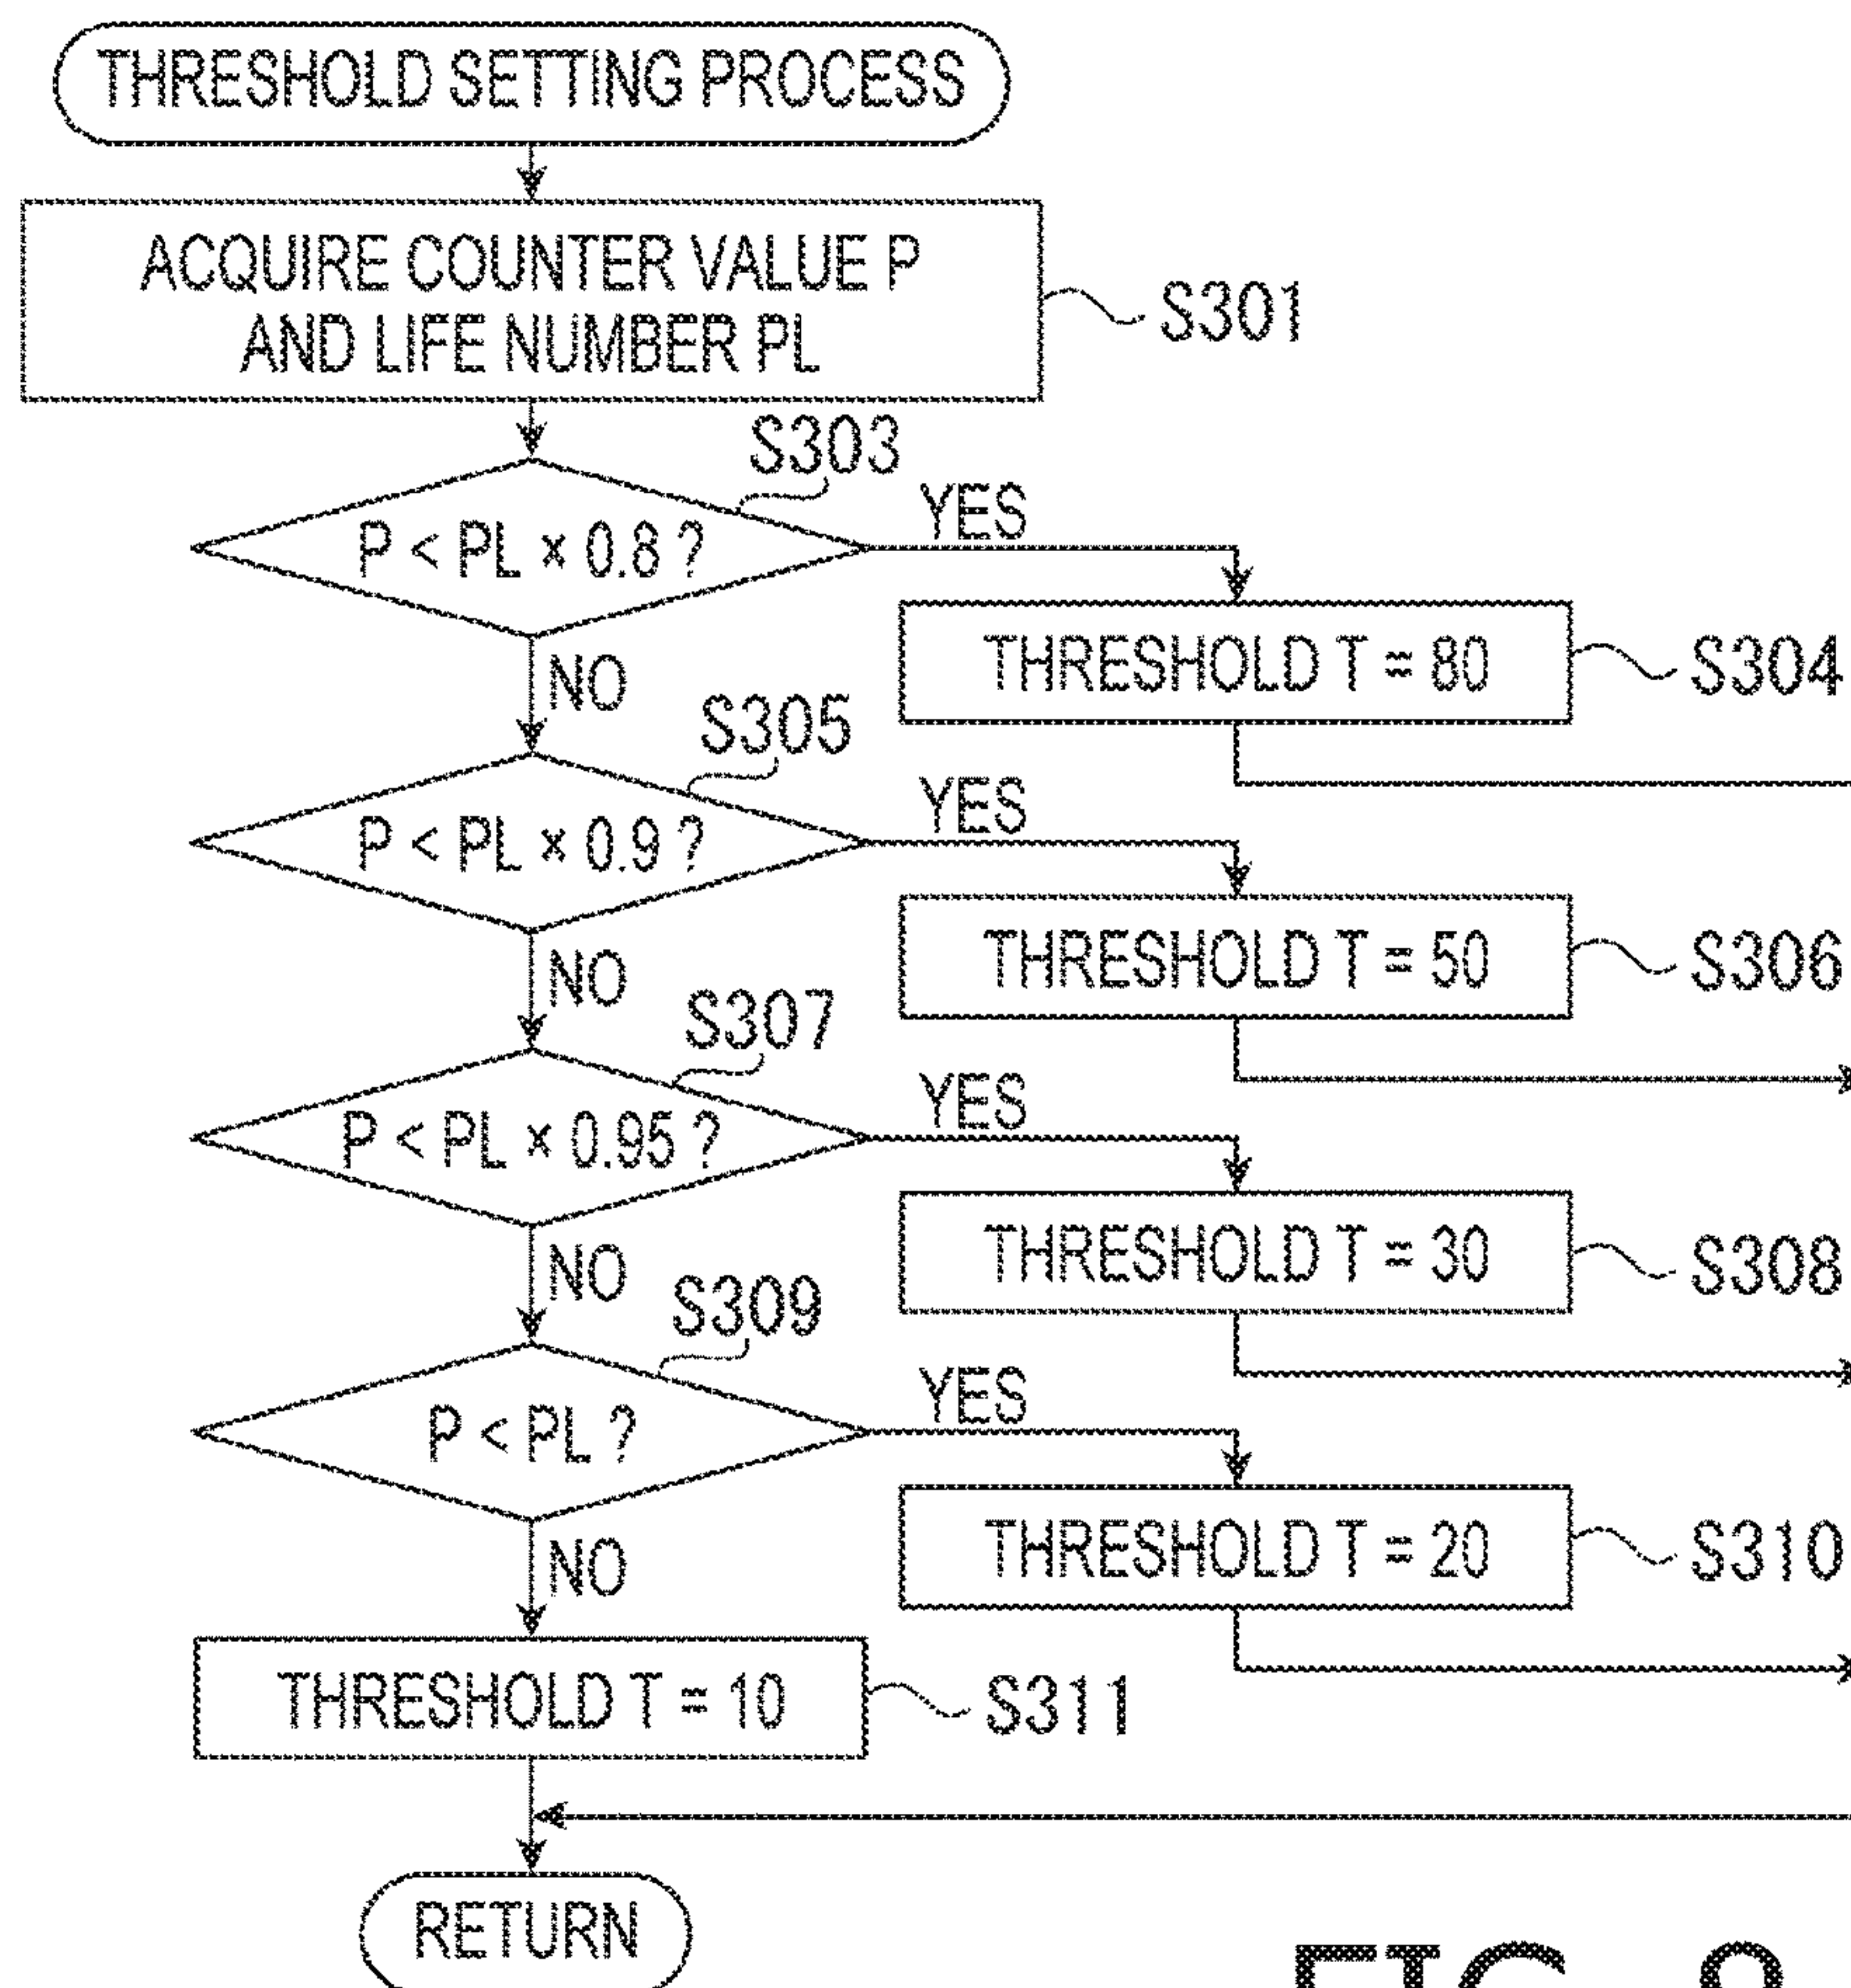 THRESHOLD SETTING PROCESS
ACQUIRE COUNTER VALUE P
AND LIFE NUMBER PL
S301
S303
P < PL × 0.8 ?
YES
THRESHOLD T = 80
S304
NO
S305
P < PL × 0.9 ?
YES
THRESHOLD T = 50
S306
NO
S307
P < PL × 0.95 ?
YES
THRESHOLD T = 30
S308
NO
S309
P < PL ?
YES
THRESHOLD T = 20
S310
NO
THRESHOLD T = 10
S311
RETURN
FIG.